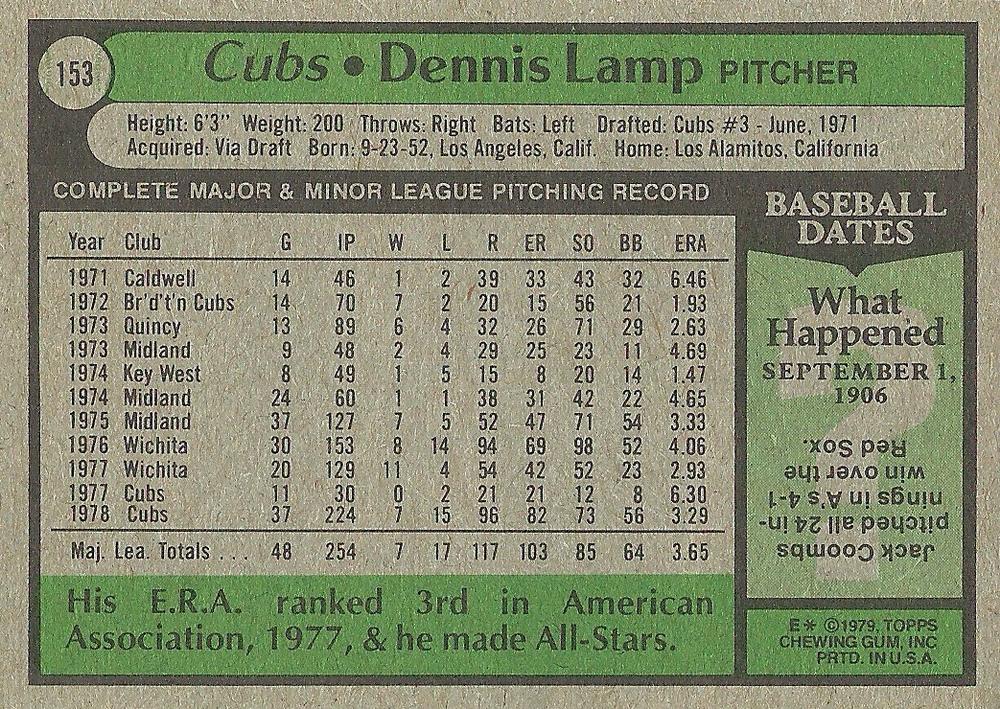 153
Cubs • Dennis Lamp PITCHER
Height: 6'3" Weight: 200 Throws: Right Bats: Left Drafted: Cubs #3 - June, 1971
Acquired: Via Draft Born: 9-23-52, Los Angeles, Calif. Home: Los Alamitos, California
COMPLETE MAJOR & MINOR LEAGUE PITCHING RECORD
Year Club G IP W L R ER SO BB ERA
1971 Caldwell 14 46 1 2 39 33 43 32 6.46
1972 Br'd't'n Cubs 14 70 7 2 20 15 56 21 1.93
1973 Quincy 13 89 6 4 32 26 71 29 2.63
1973 Midland 9 48 2 4 29 25 23 11 4.69
1974 Key West 8 49 1 5 15 8 20 14 1.47
1974 Midland 24 60 1 1 38 31 42 22 4.65
1975 Midland 37 127 7 5 52 47 71 54 3.33
1976 Wichita 30 153 8 14 94 69 98 52 4.06
1977 Wichita 20 129 11 4 54 42 52 23 2.93
1977 Cubs 11 30 0 2 21 21 12 8 6.30
1978 Cubs 37 224 7 15 96 82 73 56 3.29
Maj. Lea. Totals ... 48 254 7 17 117 103 85 64 3.65
His E.R.A. ranked 3rd in American
Association, 1977, & he made All-Stars.
BASEBALL
DATES
What
Happened
SEPTEMBER 1,
1906
?
Jack Coombs
pitched all 24 in-
nings in A's 4-1
win over the
Red Sox.
E* ©1979, TOPPS
CHEWING GUM, INC
PRTD. IN U.S.A.